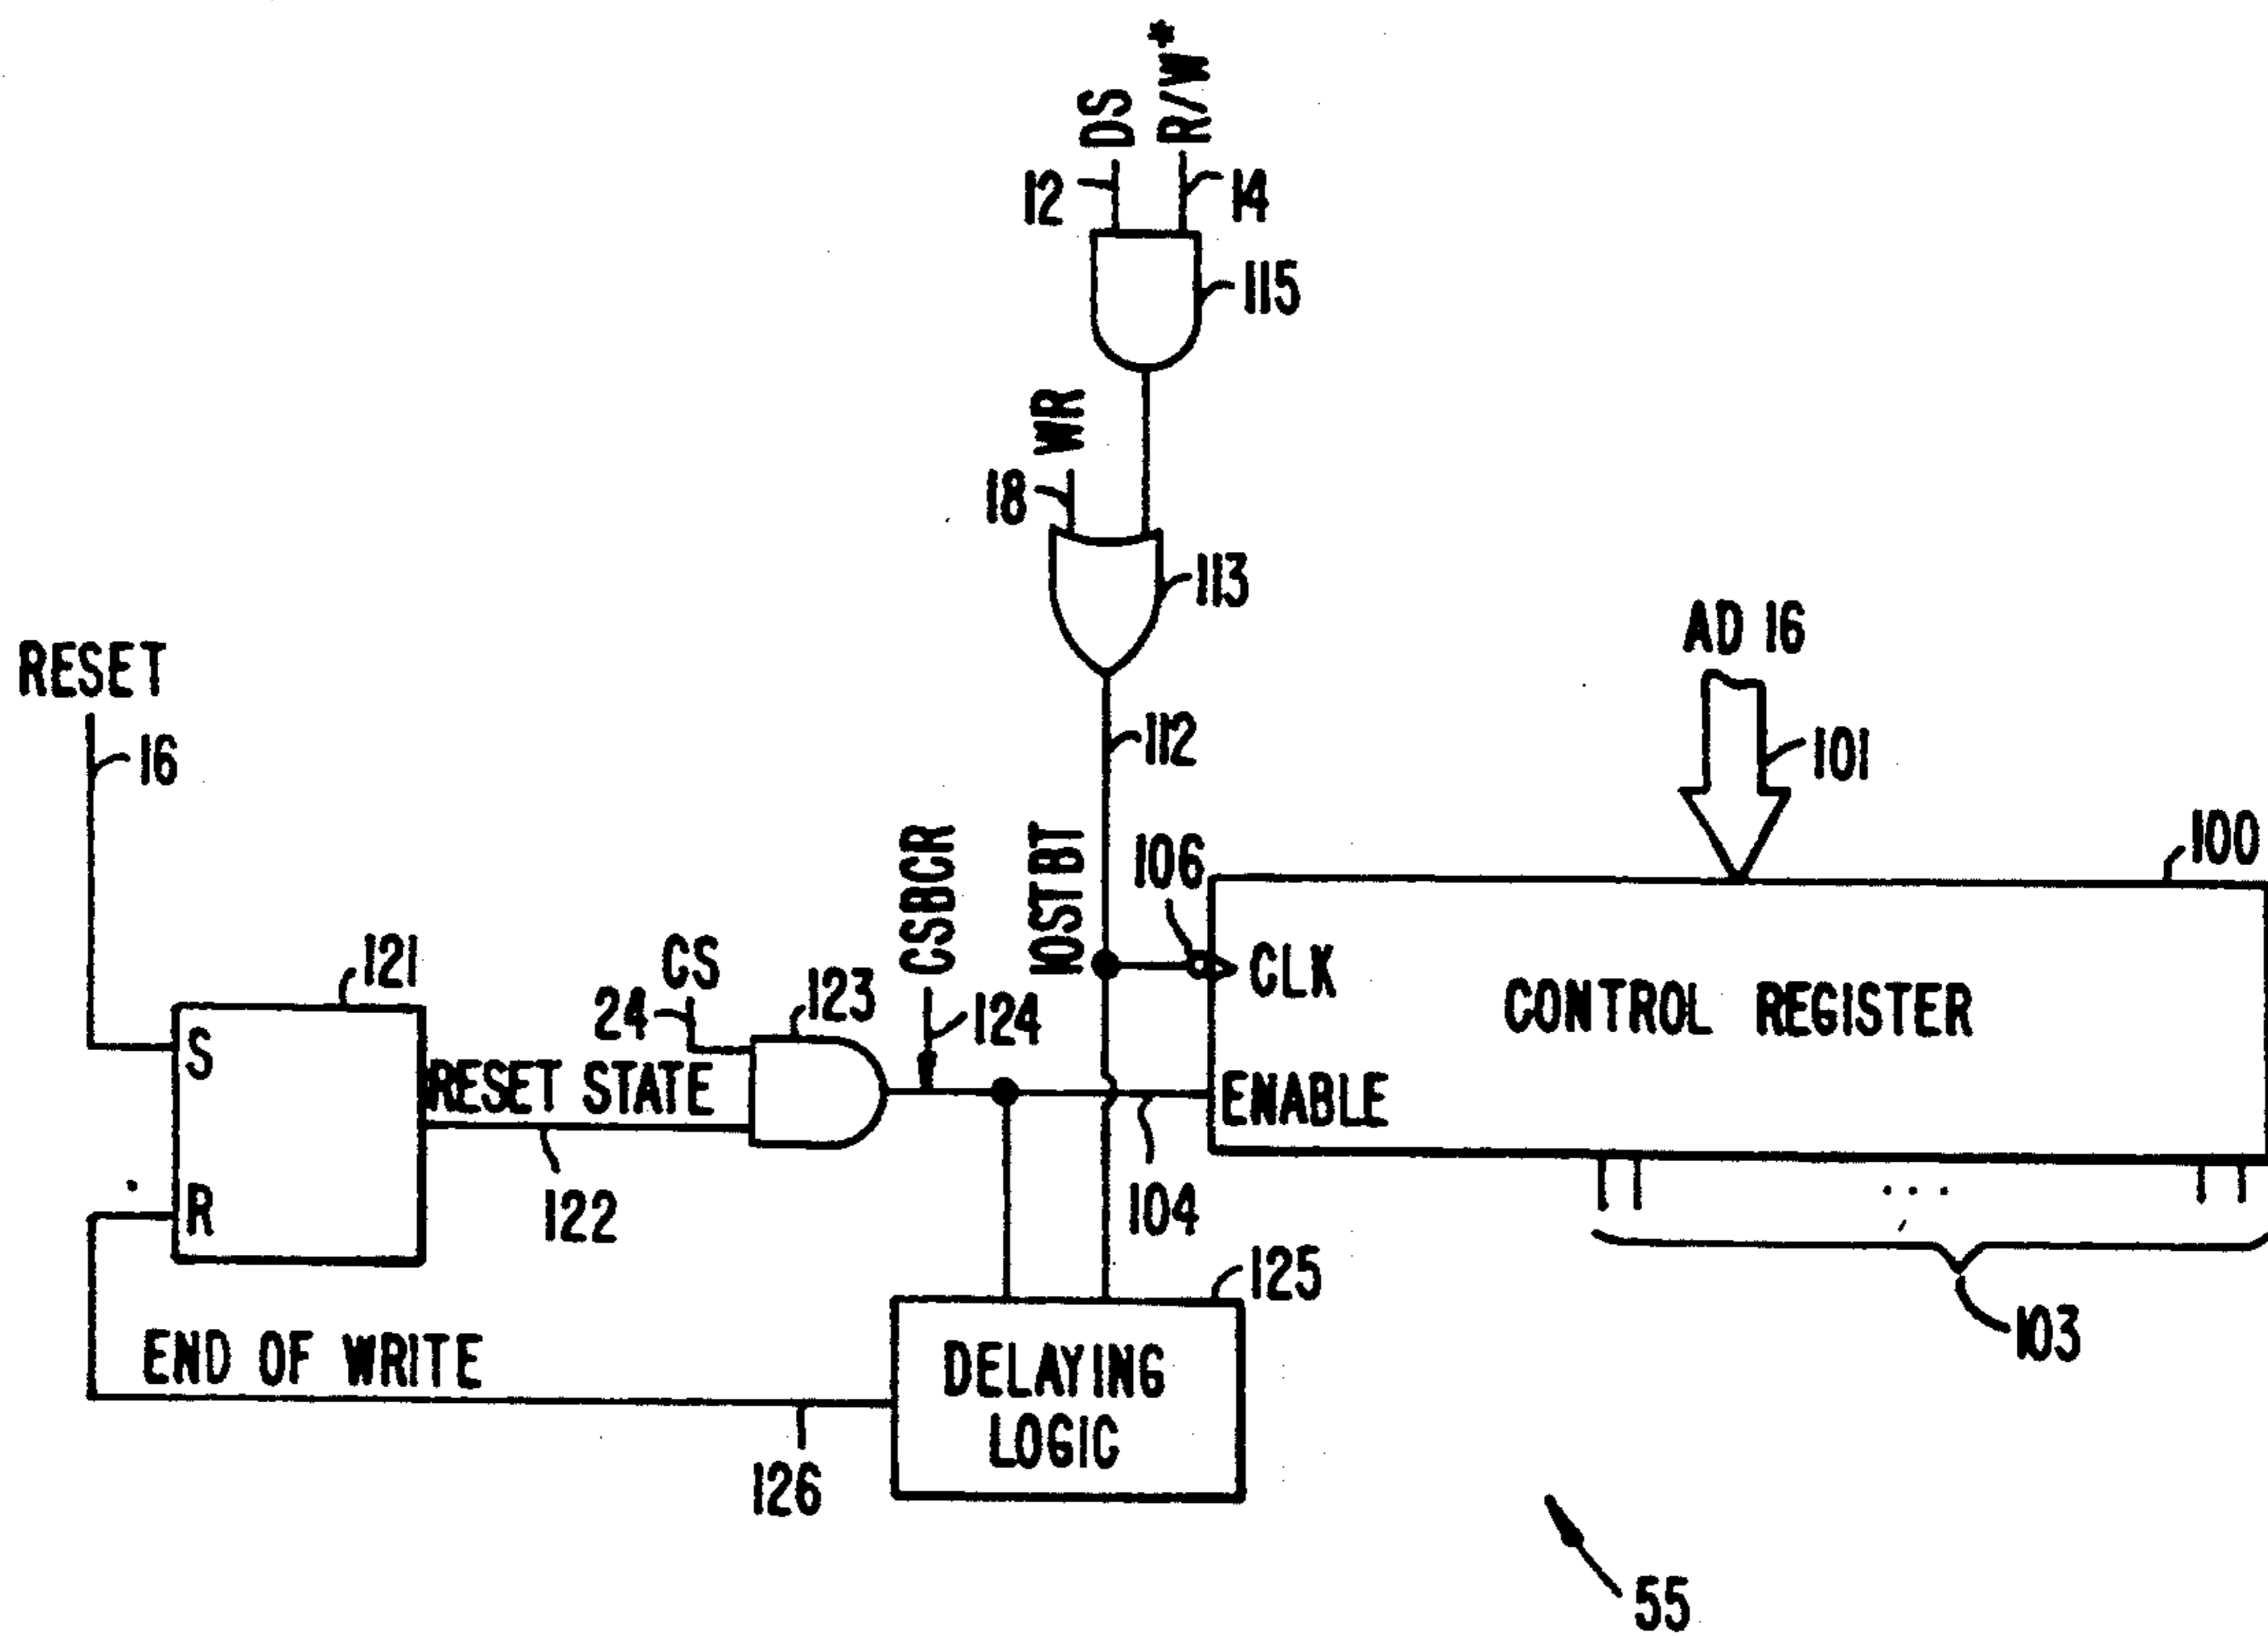 DS
R/W*
12
14
115
WR
18
113
RESET
16
112
AD 16
101
100
CSBCR
IOSTBT
106
CLK
CONTROL REGISTER
121
CS
24
123
124
S
RESET STATE
ENABLE
R
122
104
125
103
END OF WRITE
DELAYING
LOGIC
126
55